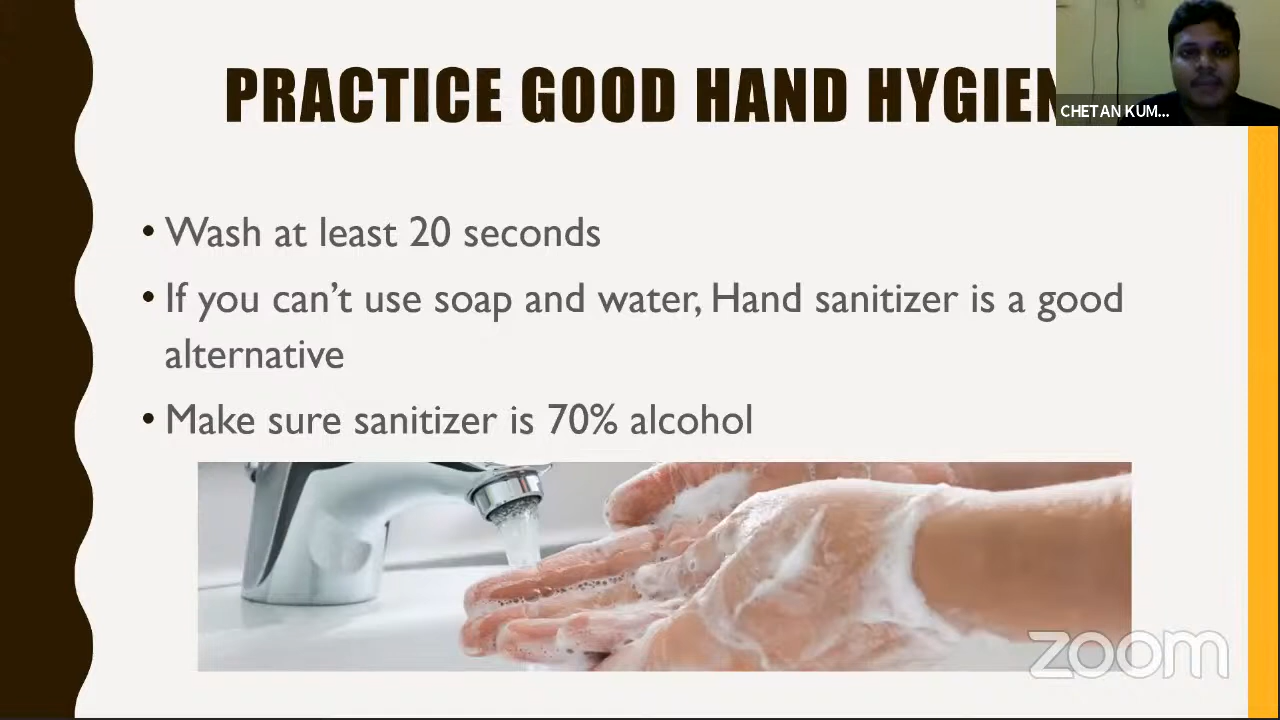 PRACTICE GOOD HAND HYGIEN
CHETAN KUM...
• Wash at least 20 seconds
• If you can’t use soap and water, Hand sanitizer is a good
alternative
• Make sure sanitizer is 70% alcohol
zoom